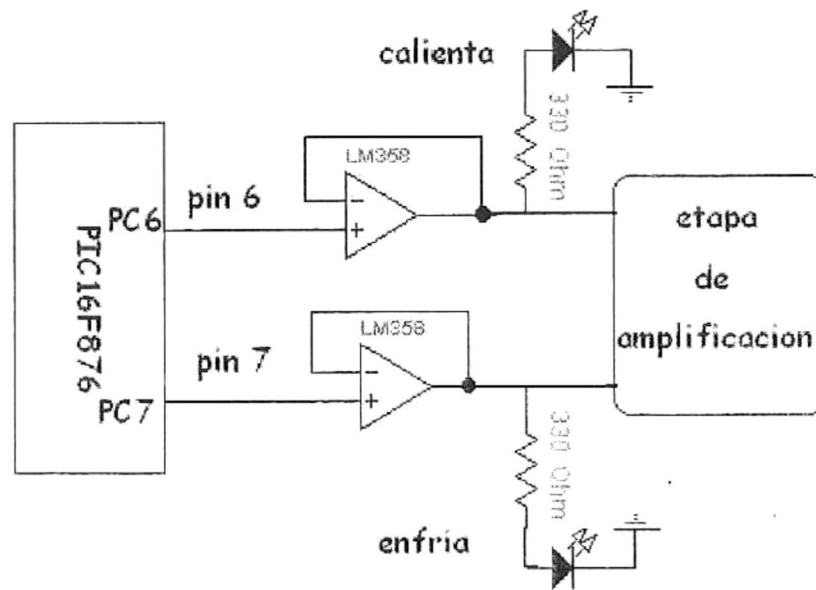 calienta
330 Ohm
LM358
pin 6
PC6
PIC16F876
etapa
de
amplificacion
LM358
pin 7
PC7
330 Ohm
enfria